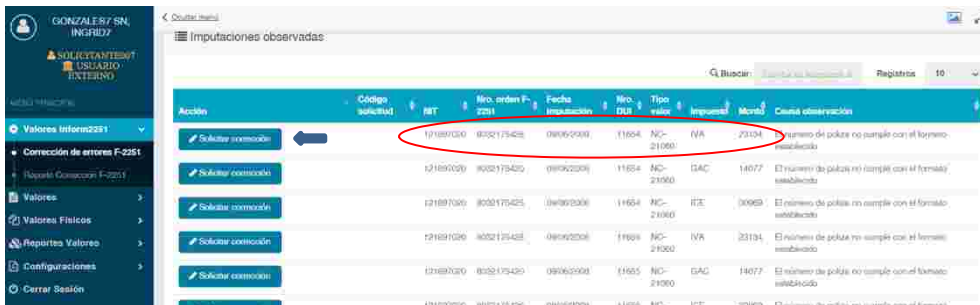 GONZALES7 SN,
INGRID7
SOLICITANTE007
USUARIO
EXTERNO
MENÚ PRINCIPAL
Valores Inform2251
Corrección de errores F-2251
Reporte Corrección F-2251
Valores
Valores Físicos
Reportes Valores
Configuraciones
Cerrar Sesión
Ocultar menú
Imputaciones observadas
Buscar:
Registros 10
Acción Código solicitud NIT Nro. orden F-2251 Fecha imputación Nro. DUI Tipo valor Impuesto Monto Causa observación
Solicitar corrección 121697020 8032175425 09/06/2008 11654 NC-21060 IVA 23134 El número de poliza no cumple con el formato establecido
Solicitar corrección 121697020 8032175425 09/06/2008 11654 NC-21060 GAC 14077 El número de poliza no cumple con el formato establecido
Solicitar corrección 121697020 8032175425 09/06/2008 11654 NC-21060 ICE El número de poliza no cumple con el formato establecido
Solicitar corrección 121697020 8032175426 09/06/2008 NC-21060 IVA 23134 El número de poliza no cumple con el formato establecido
Solicitar corrección 121697020 09/06/2008 11655 NC-21060 GAC 14077 El número de poliza no cumple con el formato establecido
Solicitar corrección